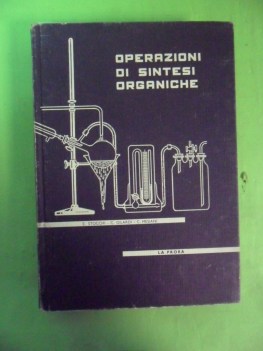 OPERAZIONI
DI SINTESI
ORGANICHE
LA PRORA